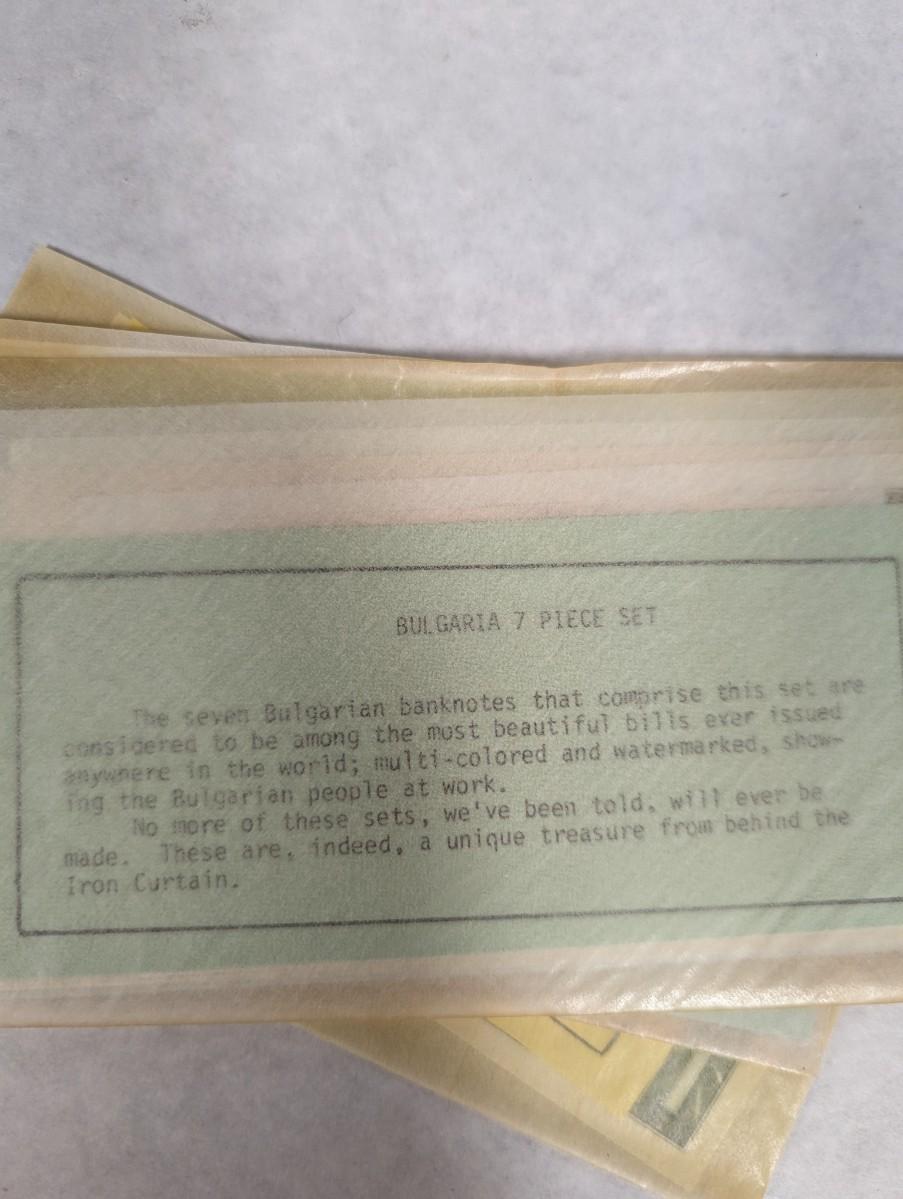 BULGARIA 7 PIECE SET
The seven Bulgarian banknotes that comprise this set are
considered to be among the most beautiful bills ever issued
anywhere in the world; multi-colored and watermarked, show-
ing the Bulgarian people at work.
No more of these sets, we've been told, will ever be
made. These are, indeed, a unique treasure from behind the
Iron Curtain.